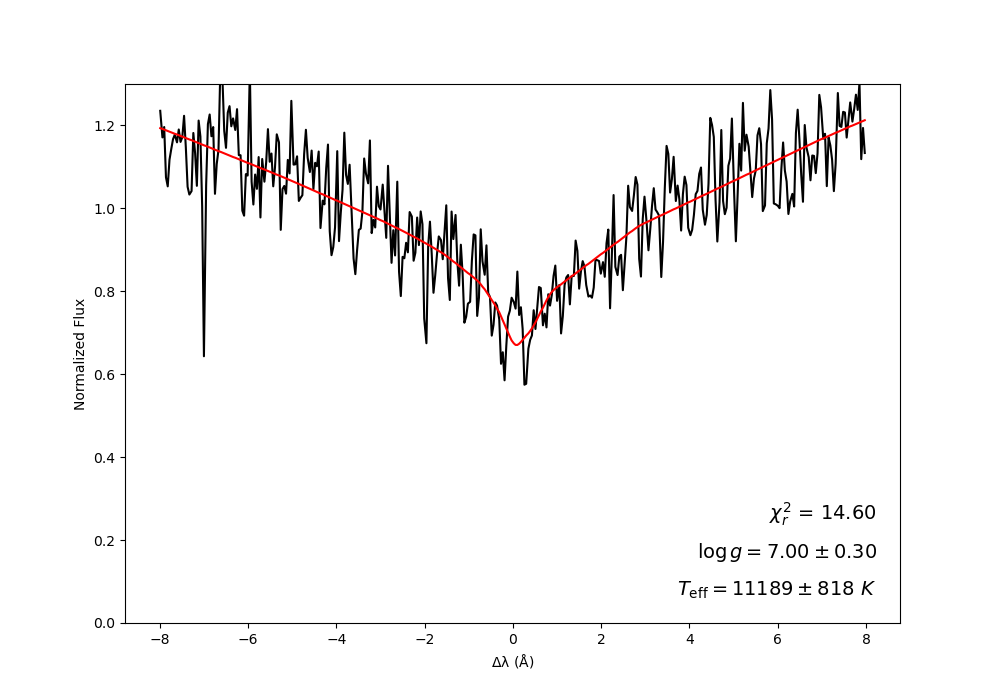 1.2
1.0
0.8
0.6
0.4
0.2
0.0
Normalized Flux
χ²ᵣ = 14.60
log g = 7.00 ± 0.30
T_eff = 11189 ± 818 K
−8 −6 −4 −2 0 2 4 6 8
Δλ (Å)